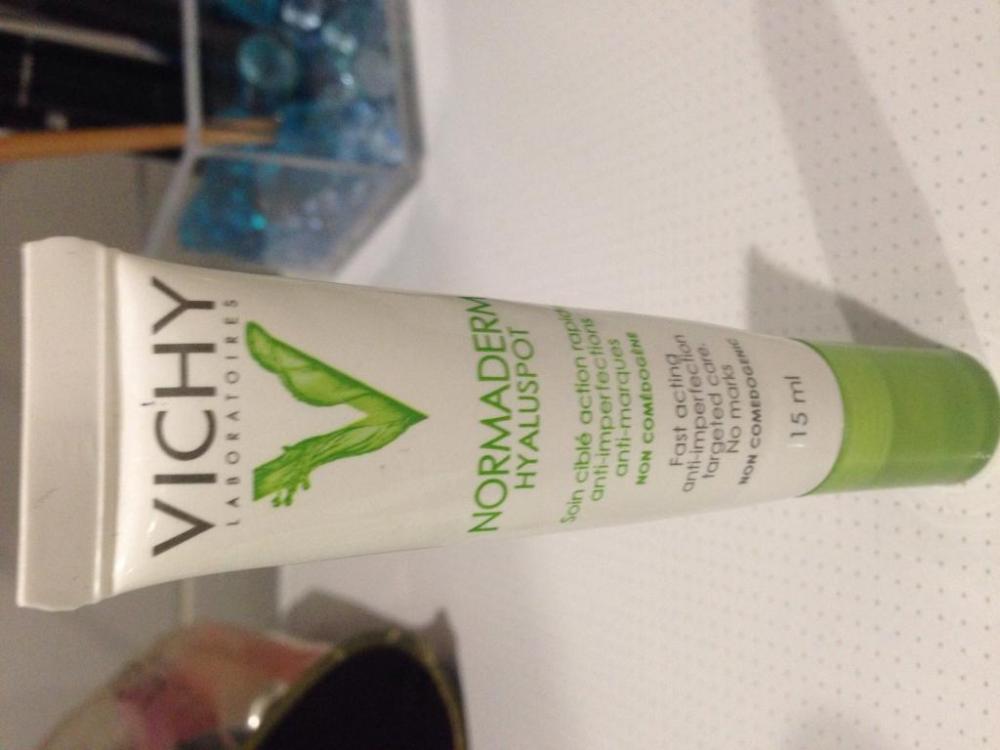 VICHY
LABORATOIRES
NORMADERM
HYALUSPOT
Soin ciblé action rapide
anti-imperfections
anti-marques
NON COMÉDOGÈNE
Fast acting
anti-imperfection
targeted care.
No marks
NON COMEDOGENIC
15 ml